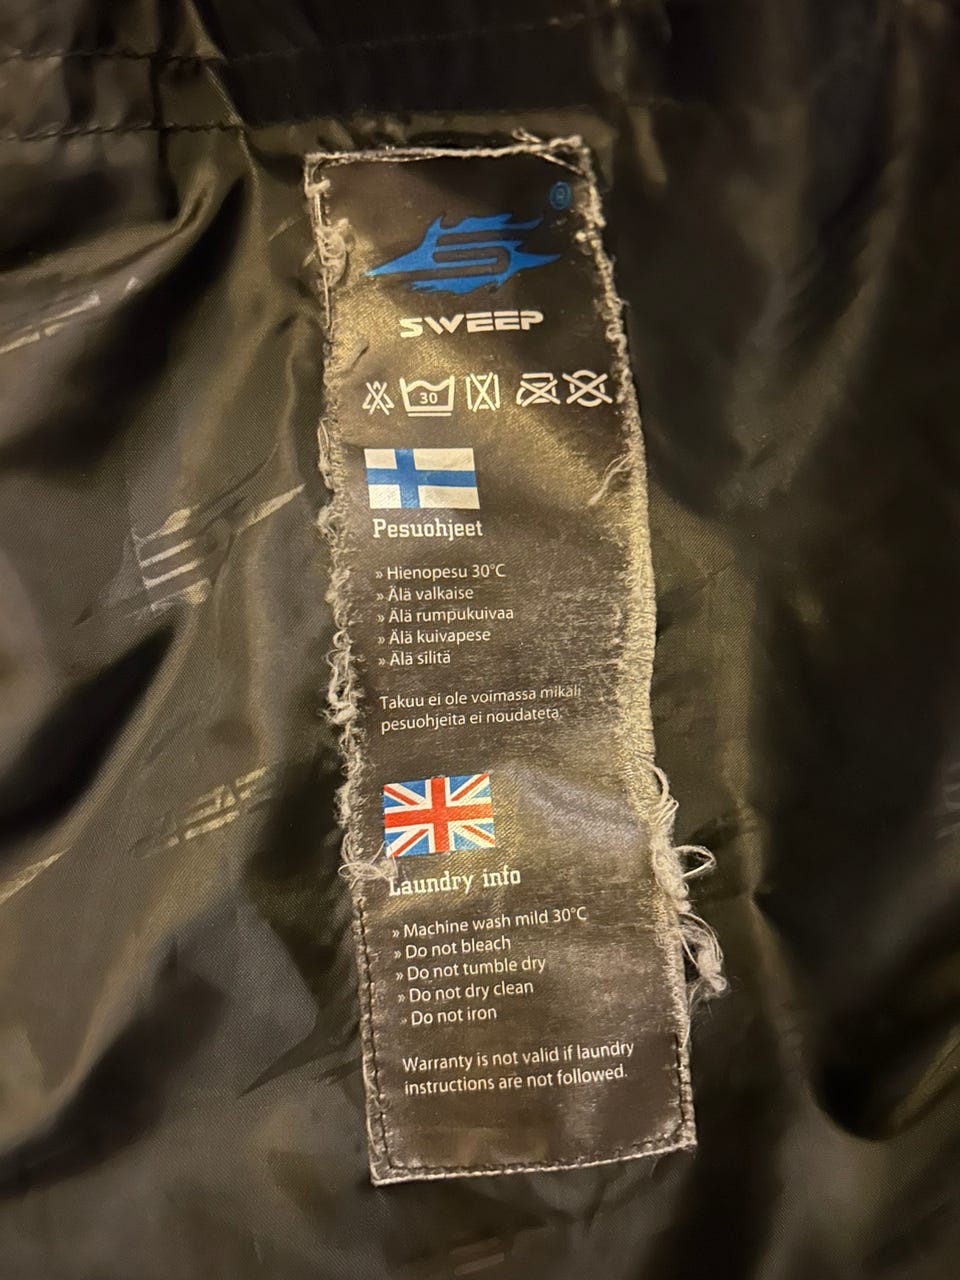 ®
SWEEP
30
Pesuohjeet
» Hienopesu 30°C
» Älä valkaise
» Älä rumpukuivaa
» Älä kuivapese
» Älä silitä
Takuu ei ole voimassa mikäli
pesuohjeita ei noudateta.
Laundry info
» Machine wash mild 30°C
» Do not bleach
» Do not tumble dry
» Do not dry clean
» Do not iron
Warranty is not valid if laundry
instructions are not followed.